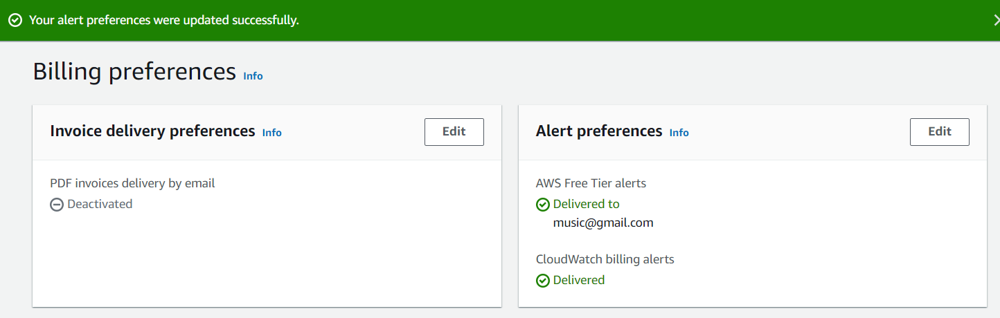 Your alert preferences were updated successfully.
Billing preferences Info
Invoice delivery preferences Info
Edit
PDF invoices delivery by email
Deactivated
Alert preferences Info
Edit
AWS Free Tier alerts
Delivered to
music@gmail.com
CloudWatch billing alerts
Delivered